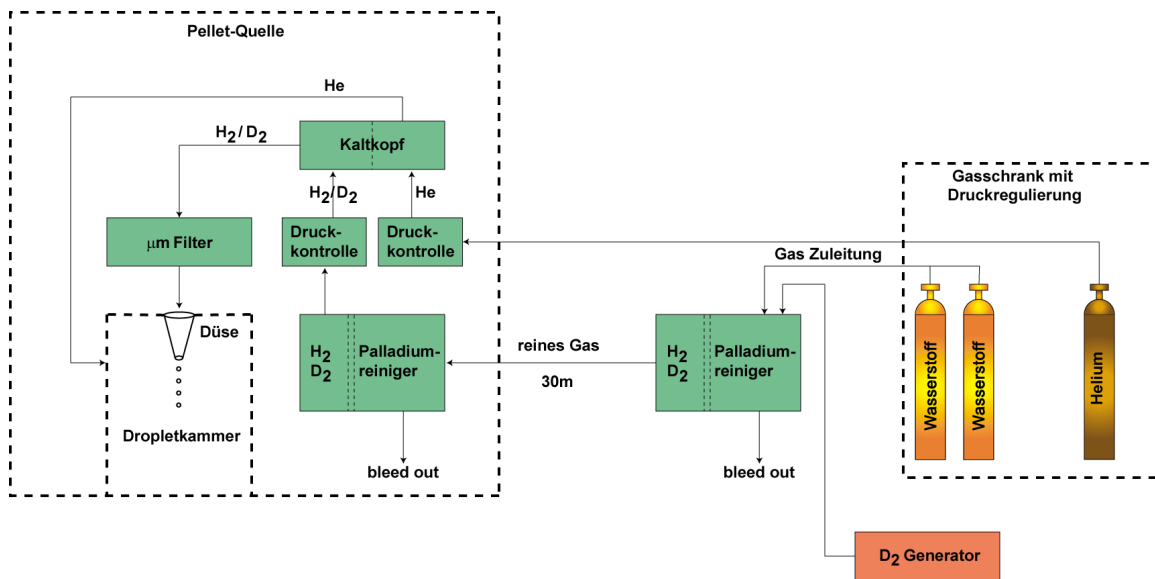 Pellet-Quelle
He
H2/ D2
Kaltkopf
H2/D2
He
Gasschrank mit
Druckregulierung
µm Filter
Druck-
kontrolle
Druck-
kontrolle
Gas Zuleitung
Düse
H2
D2
Palladium-
reiniger
reines Gas
30m
H2
D2
Palladium-
reiniger
Wasserstoff
Wasserstoff
Helium
Dropletkammer
bleed out
bleed out
D2 Generator